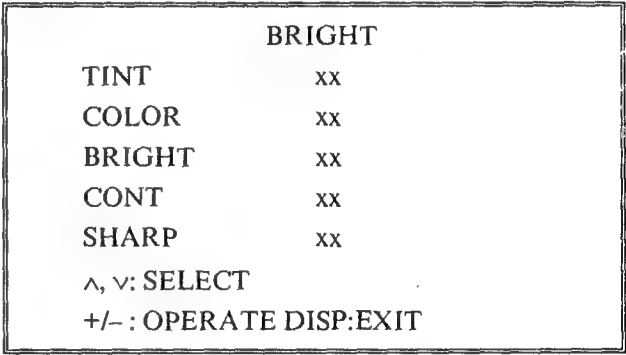 BRIGHT
TINT xx
COLOR xx
BRIGHT xx
CONT xx
SHARP xx
∧, ∨: SELECT
+/– : OPERATE DISP:EXIT